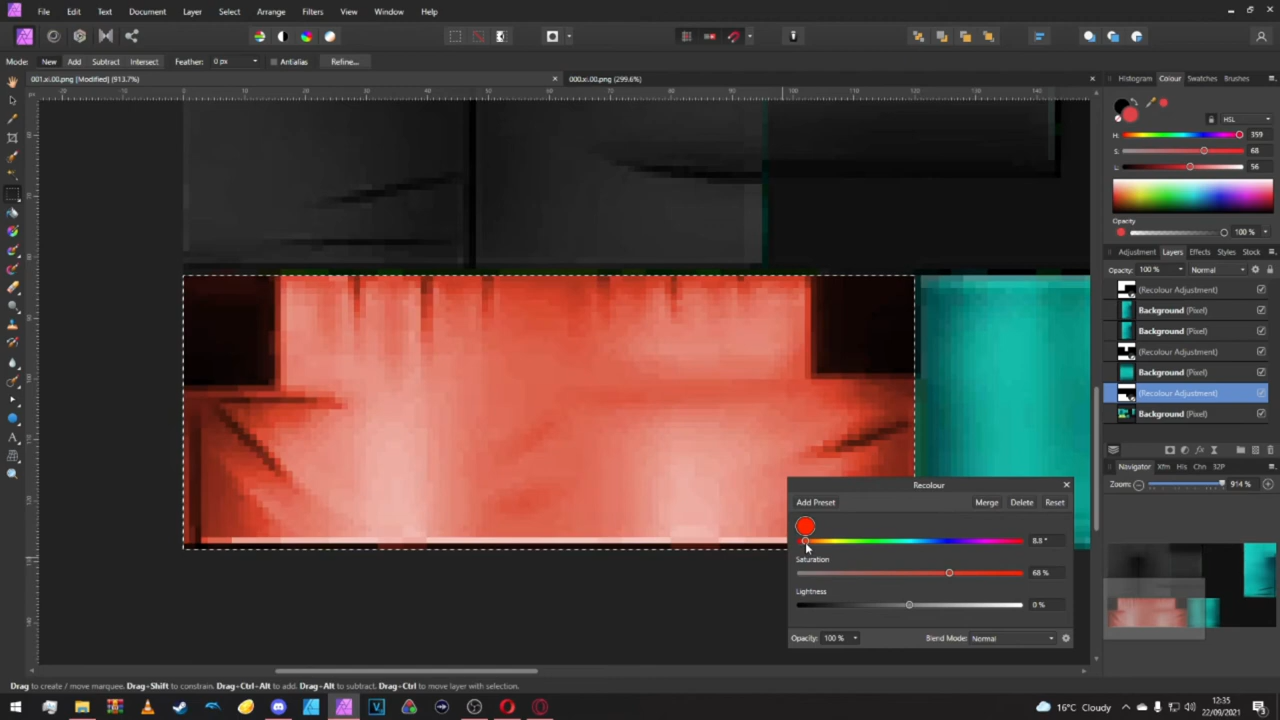 File Edit Text Document Layer Select Arrange Filters View Window Help
Mode: New Add Subtract Intersect Feather: 0 px Antialias Refine...
001.xi.00.png [Modified] (913.7%)
000.xi.00.png (299.6%)
Histogram Colour Swatches Brushes
HSL
H: 359
S: 68
L: 56
Opacity
100 %
Adjustment Layers Effects Styles Stock
Opacity: 100 % Normal
(Recolour Adjustment)
Background (Pixel)
Background (Pixel)
(Recolour Adjustment)
Background (Pixel)
(Recolour Adjustment)
Background (Pixel)
Navigator Xfm His Chn 32P
Zoom: 914 %
Recolour
Add Preset Merge Delete Reset
8.8 °
Saturation
68 %
Lightness
0 %
Opacity: 100 % Blend Mode: Normal
Drag to create / move marquee. Drag+Shift to constrain. Drag+Ctrl+Alt to add. Drag+Alt to subtract. Drag+Ctrl to move layer with selection.
16°C Cloudy
12:35
22/09/2021